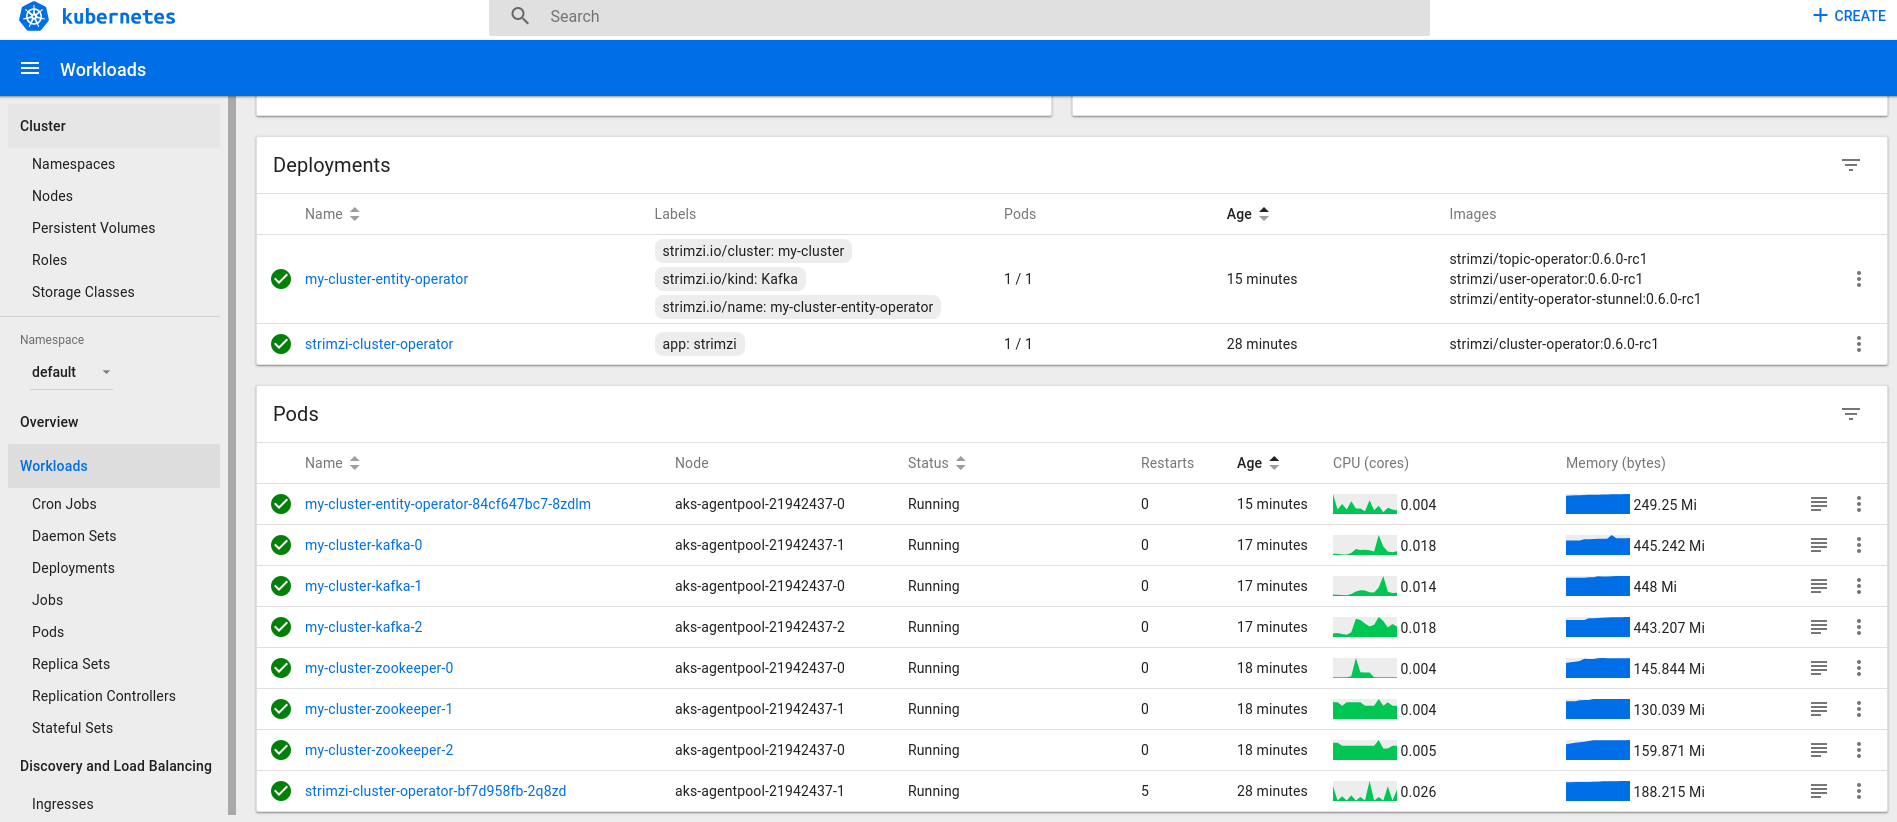 kubernetes
Search
CREATE
Workloads
Cluster
Namespaces
Nodes
Persistent Volumes
Roles
Storage Classes
Namespace
default
Overview
Workloads
Cron Jobs
Daemon Sets
Deployments
Jobs
Pods
Replica Sets
Replication Controllers
Stateful Sets
Discovery and Load Balancing
Ingresses
Deployments
Name Labels Pods Age Images
my-cluster-entity-operator
strimzi.io/cluster: my-cluster
strimzi.io/kind: Kafka
strimzi.io/name: my-cluster-entity-operator
1 / 1
15 minutes
strimzi/topic-operator:0.6.0-rc1
strimzi/user-operator:0.6.0-rc1
strimzi/entity-operator-stunnel:0.6.0-rc1
strimzi-cluster-operator app: strimzi 1 / 1 28 minutes strimzi/cluster-operator:0.6.0-rc1
Pods
Name Node Status Restarts Age CPU (cores) Memory (bytes)
my-cluster-entity-operator-84cf647bc7-8zdlm aks-agentpool-21942437-0 Running 0 15 minutes 0.004 249.25 Mi
my-cluster-kafka-0 aks-agentpool-21942437-1 Running 0 17 minutes 0.018 445.242 Mi
my-cluster-kafka-1 aks-agentpool-21942437-0 Running 0 17 minutes 0.014 448 Mi
my-cluster-kafka-2 aks-agentpool-21942437-2 Running 0 17 minutes 0.018 443.207 Mi
my-cluster-zookeeper-0 aks-agentpool-21942437-0 Running 0 18 minutes 0.004 145.844 Mi
my-cluster-zookeeper-1 aks-agentpool-21942437-1 Running 0 18 minutes 0.004 130.039 Mi
my-cluster-zookeeper-2 aks-agentpool-21942437-0 Running 0 18 minutes 0.005 159.871 Mi
strimzi-cluster-operator-bf7d958fb-2q8zd aks-agentpool-21942437-1 Running 5 28 minutes 0.026 188.215 Mi